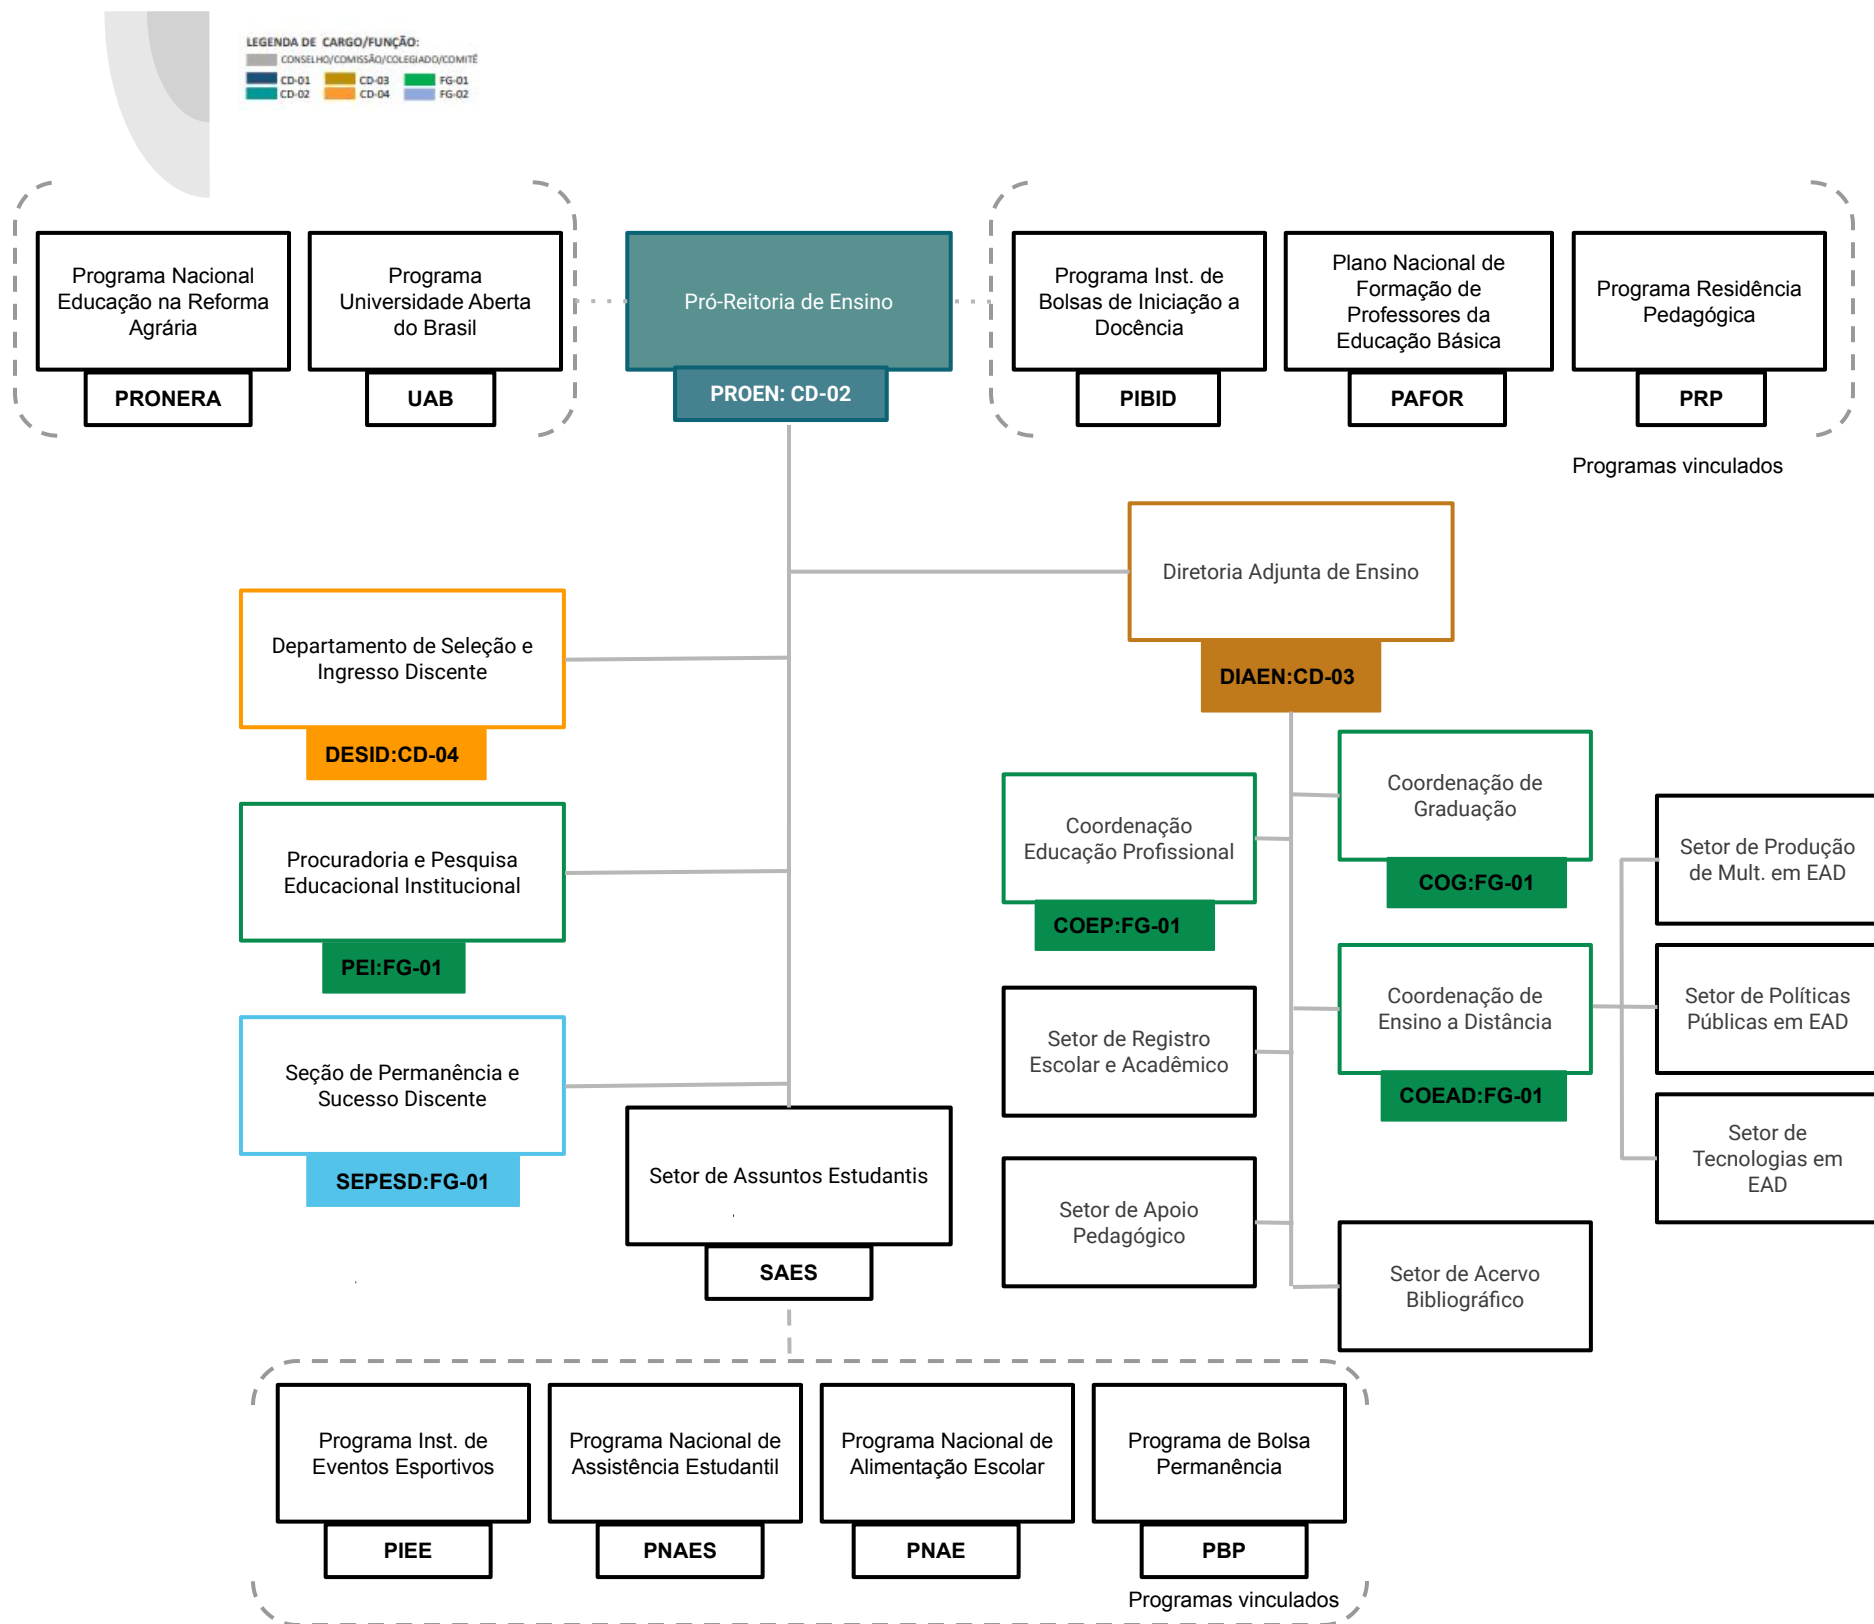 LEGENDA DE CARGO/FUNÇÃO:
CONSELHO/COMISSÃO/COLEGIADO/COMITÊ
CD-01 CD-03 FG-01
CD-02 CD-04 FG-02
Programa Nacional
Educação na Reforma
Agrária
PRONERA
Programa
Universidade Aberta
do Brasil
UAB
Pró-Reitoria de Ensino
PROEN: CD-02
Programa Inst. de
Bolsas de Iniciação a
Docência
PIBID
Plano Nacional de
Formação de
Professores da
Educação Básica
PAFOR
Programa Residência
Pedagógica
PRP
Programas vinculados
Diretoria Adjunta de Ensino
DIAEN:CD-03
Departamento de Seleção e
Ingresso Discente
DESID:CD-04
Procuradoria e Pesquisa
Educacional Institucional
PEI:FG-01
Seção de Permanência e
Sucesso Discente
SEPESD:FG-01
Setor de Assuntos Estudantis
SAES
Coordenação
Educação Profissional
COEP:FG-01
Coordenação de
Graduação
COG:FG-01
Setor de Registro
Escolar e Acadêmico
Coordenação de
Ensino a Distância
COEAD:FG-01
Setor de Produção
de Mult. em EAD
Setor de Políticas
Públicas em EAD
Setor de
Tecnologias em
EAD
Setor de Apoio
Pedagógico
Setor de Acervo
Bibliográfico
Programa Inst. de
Eventos Esportivos
PIEE
Programa Nacional de
Assistência Estudantil
PNAES
Programa Nacional de
Alimentação Escolar
PNAE
Programa de Bolsa
Permanência
PBP
Programas vinculados